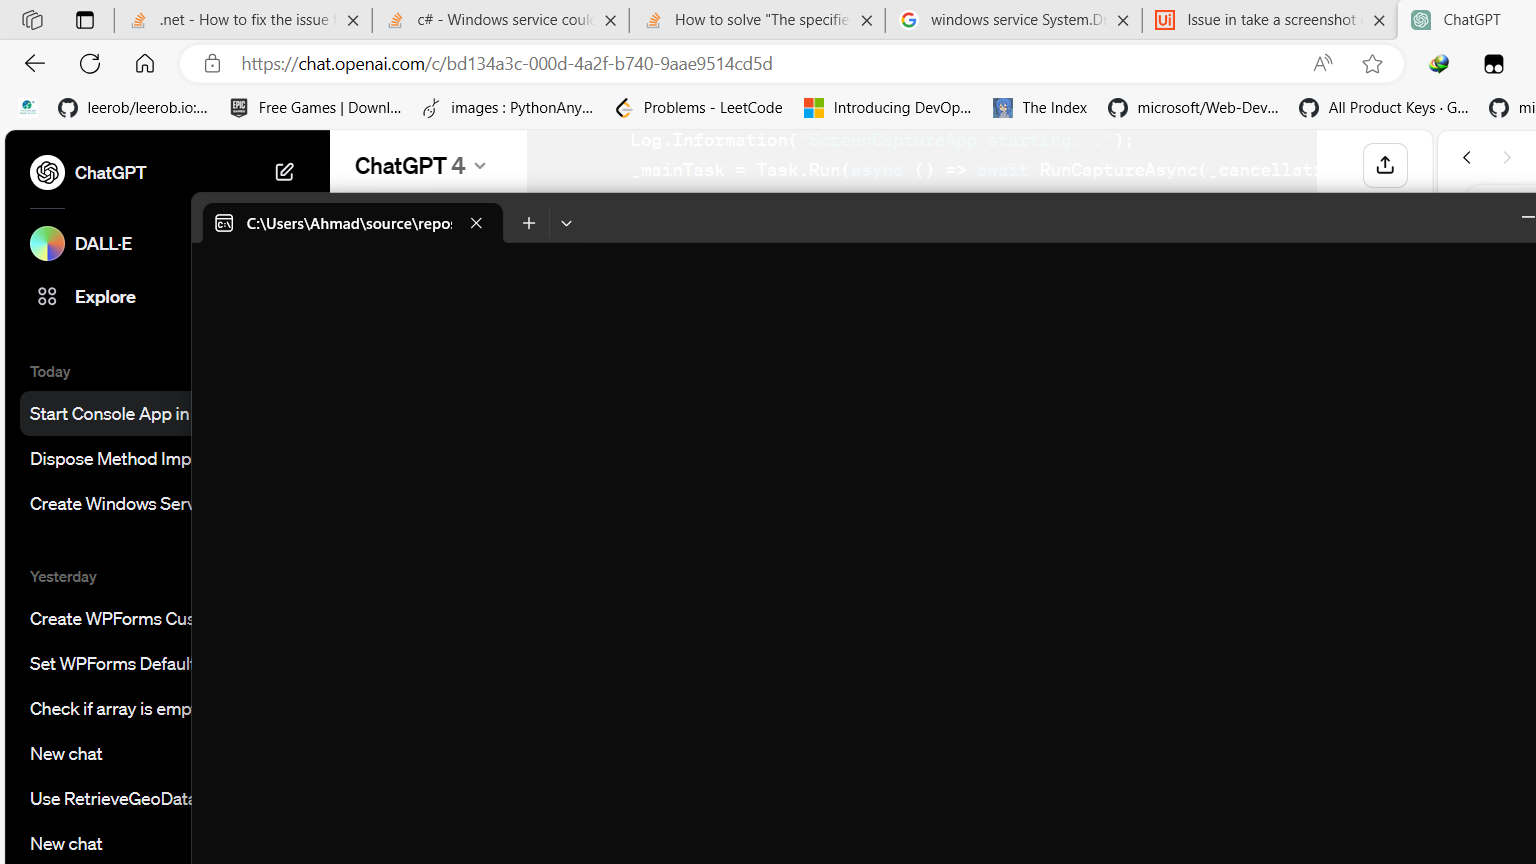 .net - How to fix the issue
c# - Windows service coul
How to solve "The specifie
windows service System.Dr
Issue in take a screenshot
ChatGPT
https://chat.openai.com/c/bd134a3c-000d-4a2f-b740-9aae9514cd5d
leerob/leerob.io:...
EPIC GAMES
Free Games | Downl...
images : PythonAny...
Problems - LeetCode
Introducing DevOp...
The Index
microsoft/Web-Dev...
All Product Keys · G...
mi
ChatGPT
ChatGPT 4
Log.Information("ScreenCaptureApp starting...");
_mainTask = Task.Run(async () => await RunCaptureAsync(_cancellati
C:\Users\Ahmad\source\repos
DALL·E
Explore
Today
Start Console App in
Dispose Method Imp
Create Windows Serv
Yesterday
Create WPForms Cus
Set WPForms Default
Check if array is emp
New chat
Use RetrieveGeoData
New chat